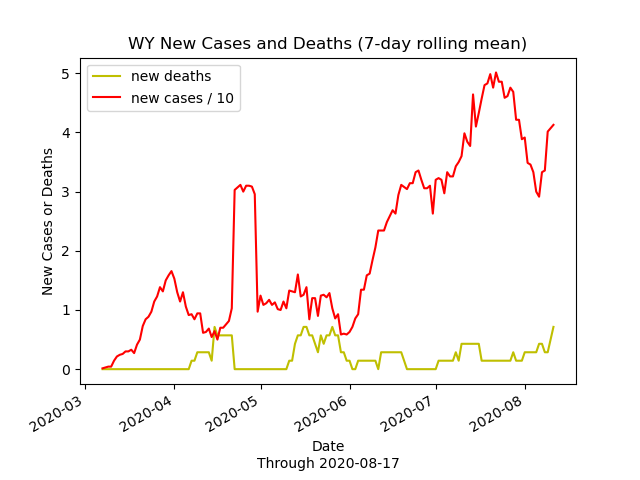 WY New Cases and Deaths (7-day rolling mean)
new deaths
new cases / 10
New Cases or Deaths
5
4
3
2
1
0
2020-03
2020-04
2020-05
2020-06
2020-07
2020-08
Date
Through 2020-08-17